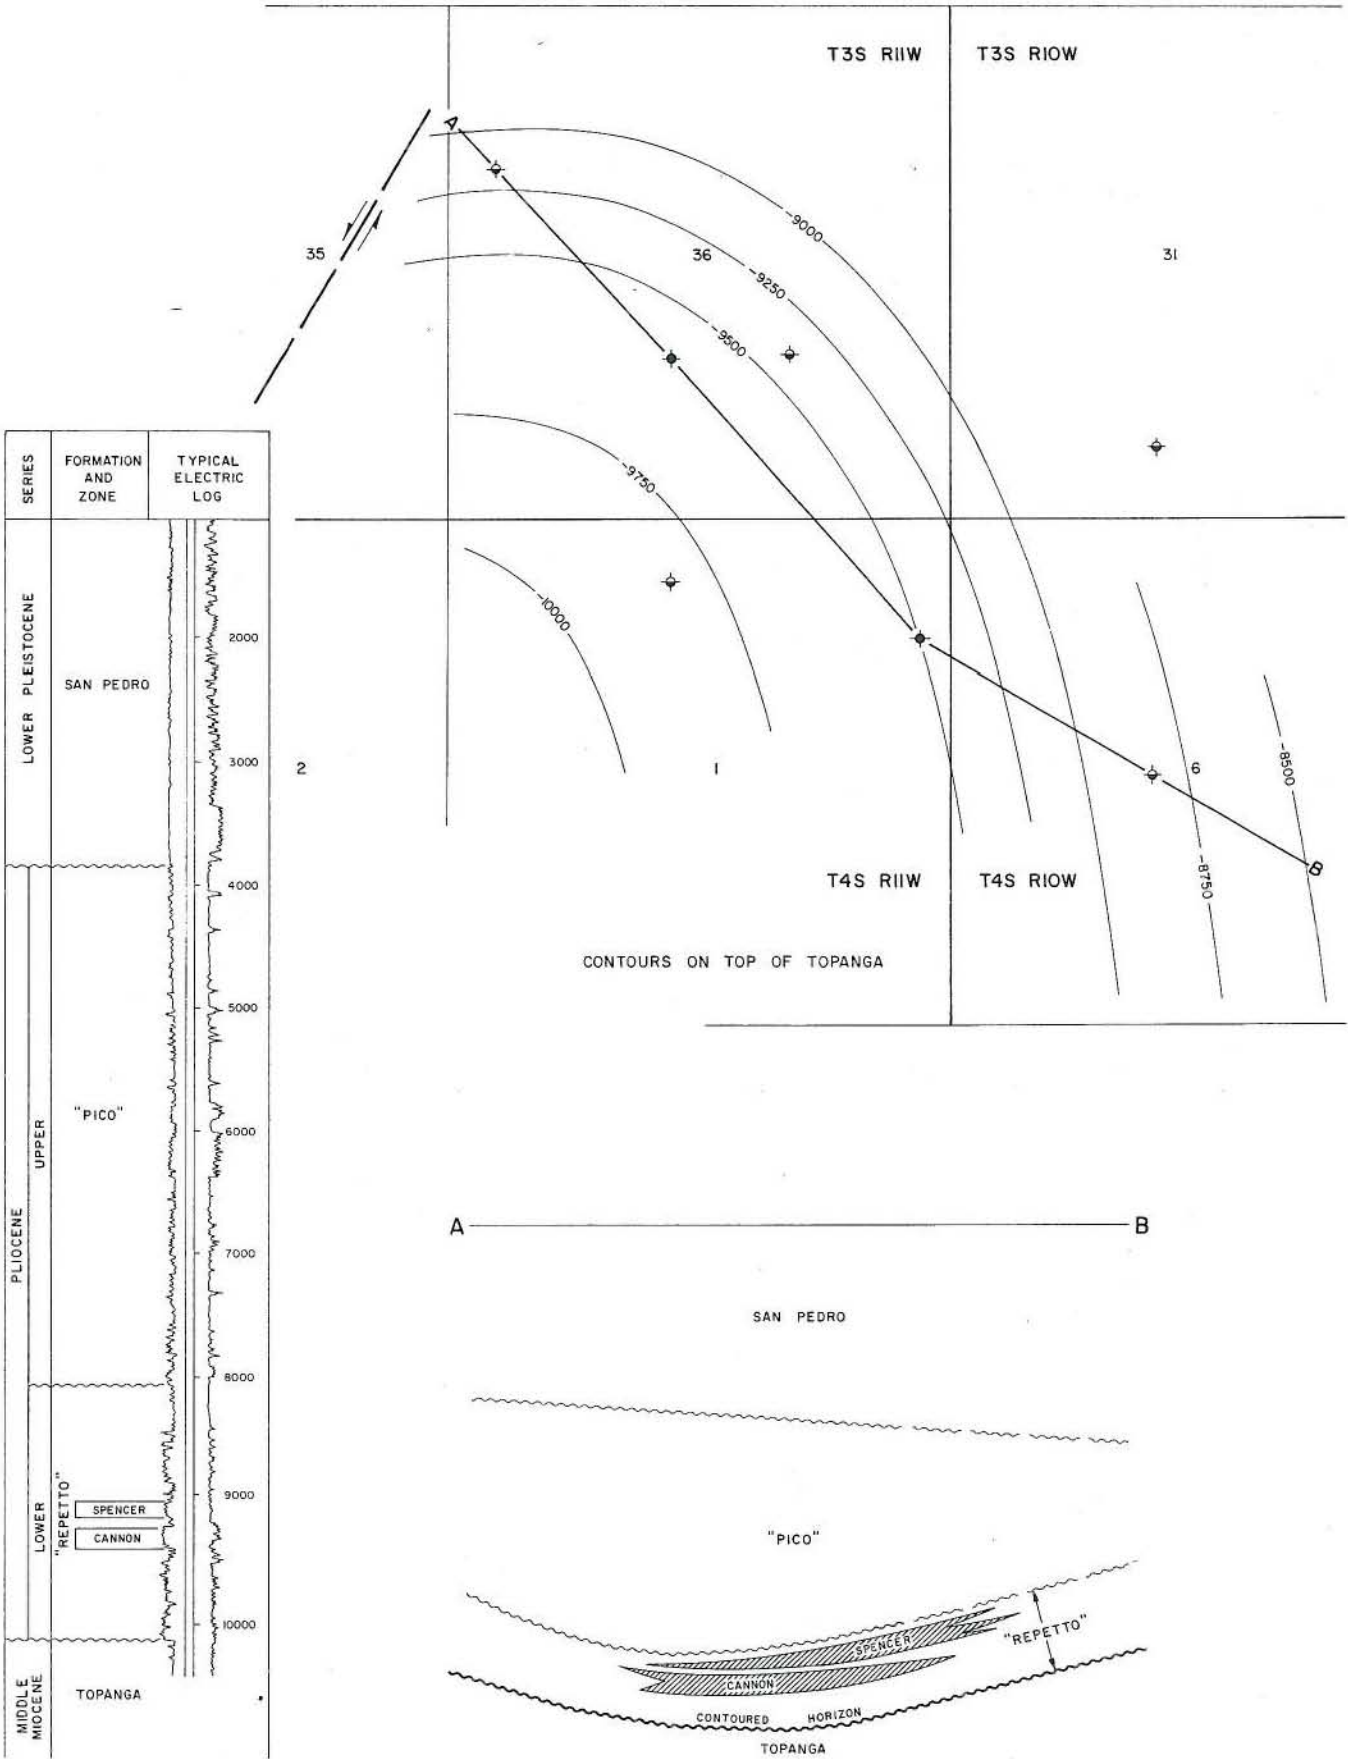 T3S R11W
T3S R10W
A
35
36
31
-9000
-9250
-9500
-9750
-10000
2
1
6
-8500
-8750
B
T4S R11W
T4S R10W
CONTOURS ON TOP OF TOPANGA
SERIES
FORMATION
AND
ZONE
TYPICAL
ELECTRIC
LOG
LOWER PLEISTOCENE
SAN PEDRO
2000
3000
4000
5000
6000
7000
8000
9000
10000
PLIOCENE
UPPER
"PICO"
LOWER
"REPETTO"
SPENCER
CANNON
MIDDLE
MIOCENE
TOPANGA
A
B
SAN PEDRO
"PICO"
SPENCER
"REPETTO"
CANNON
CONTOURED HORIZON
TOPANGA